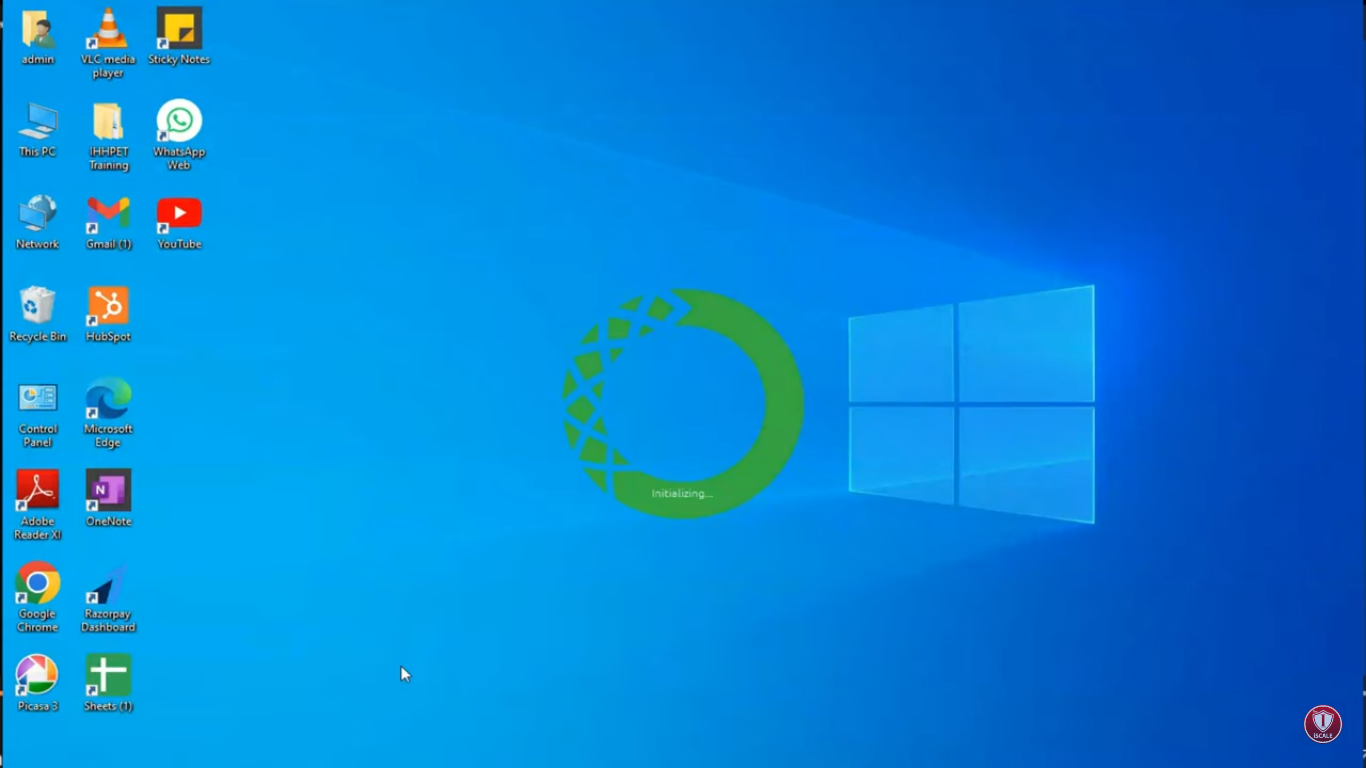 admin
VLC media
player
Sticky Notes
This PC
IHHPET
Training
WhatsApp
Web
Network
Gmail (1)
YouTube
Recycle Bin
HubSpot
Control
Panel
Microsoft
Edge
Adobe
Reader XI
OneNote
Google
Chrome
Razorpay
Dashboard
Picasa 3
Sheets (1)
Initializing...
iSCALE